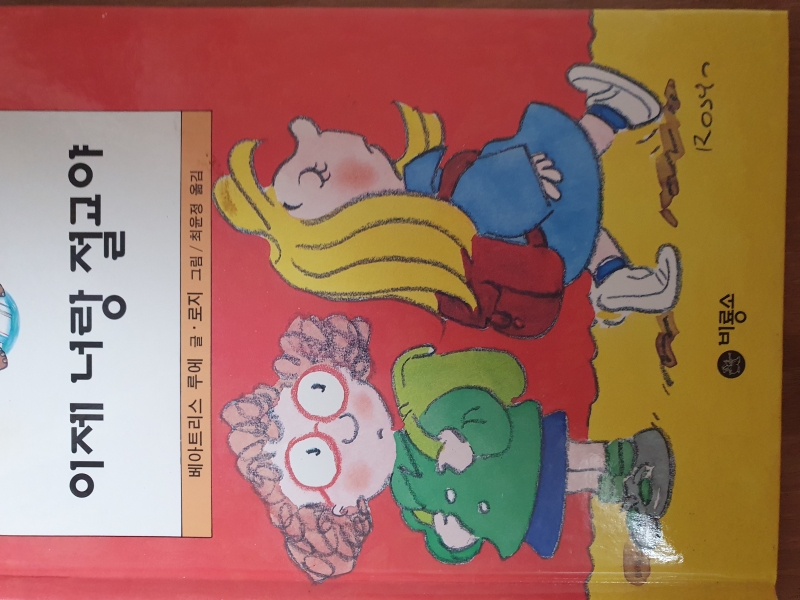 이제 너랑 절교야
베아트리스 루에 글 · 로지 그림 / 최윤정 옮김
Rosy
비룡소